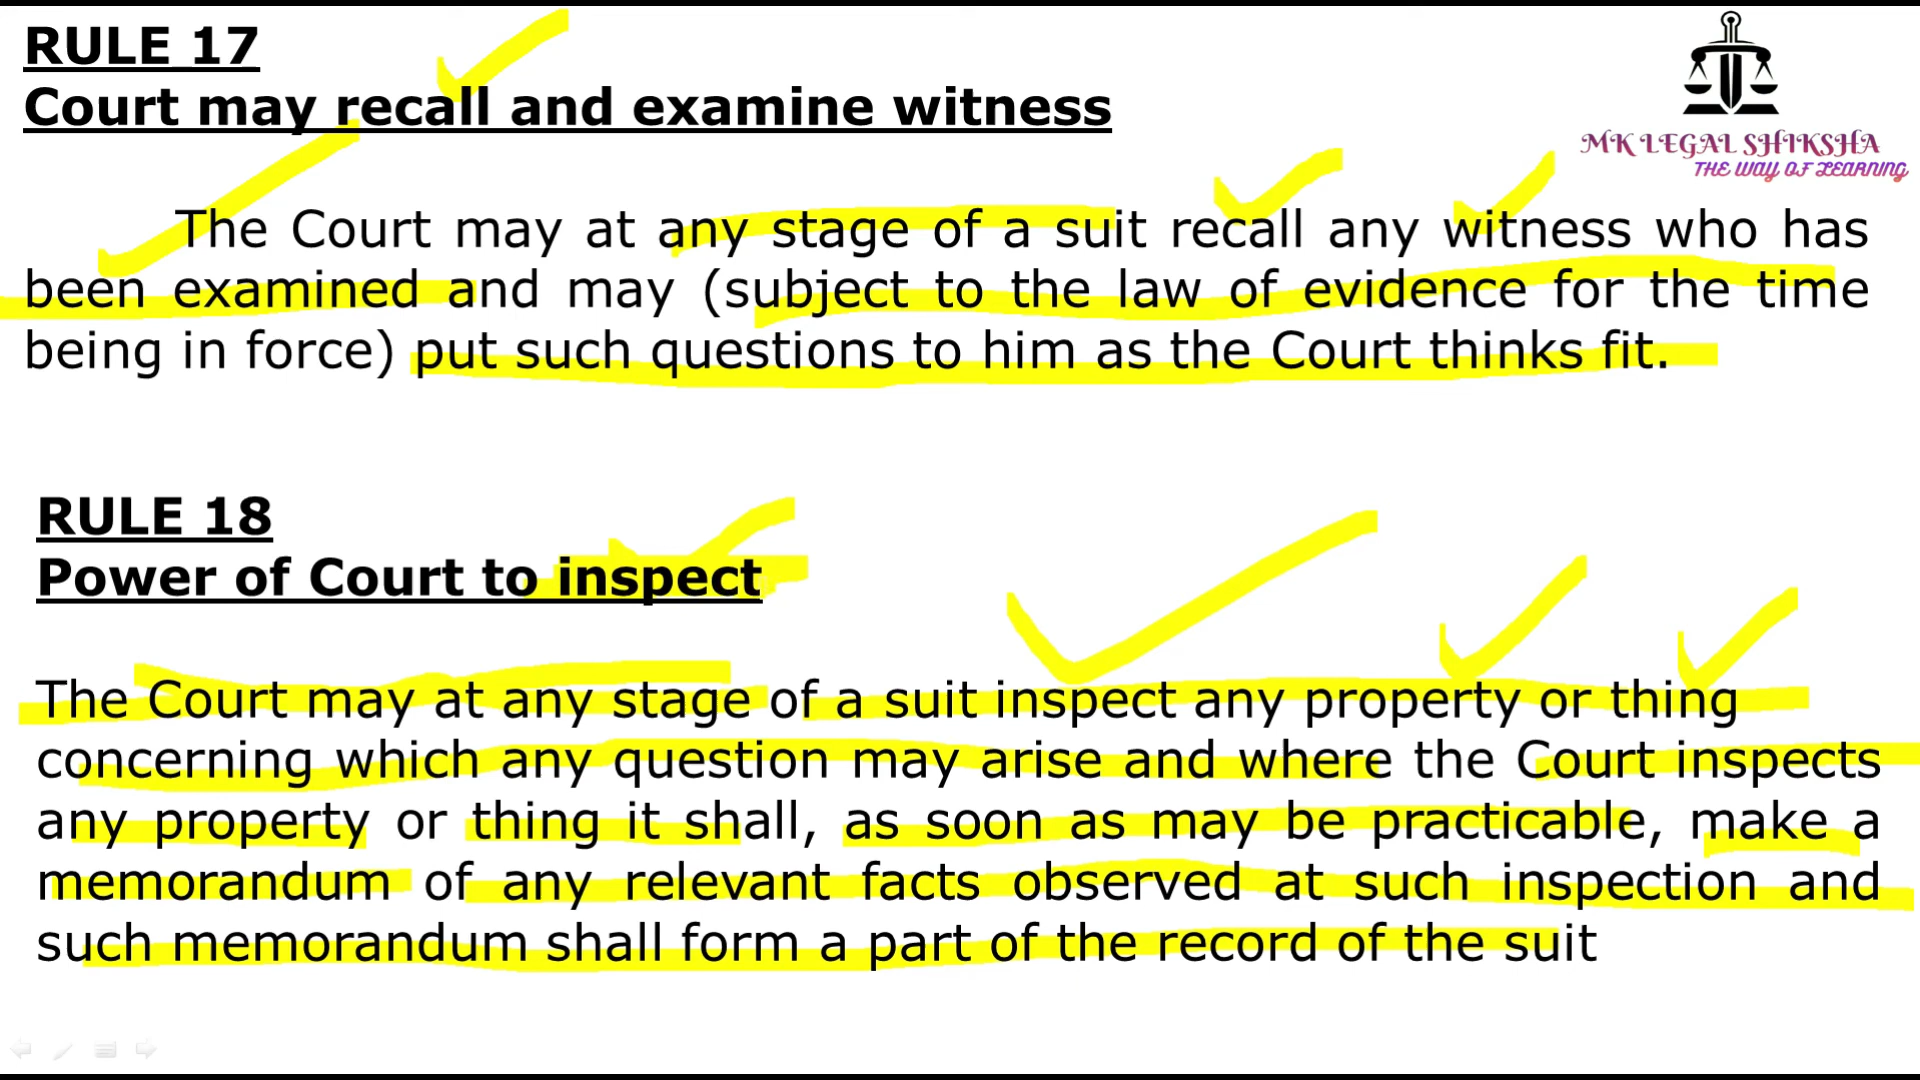 RULE 17
Court may recall and examine witness
MK LEGAL SHIKSHA
THE WAY OF LEARNING
The Court may at any stage of a suit recall any witness who has
been examined and may (subject to the law of evidence for the time
being in force) put such questions to him as the Court thinks fit.
RULE 18
Power of Court to inspect
The Court may at any stage of a suit inspect any property or thing
concerning which any question may arise and where the Court inspects
any property or thing it shall, as soon as may be practicable, make a
memorandum of any relevant facts observed at such inspection and
such memorandum shall form a part of the record of the suit